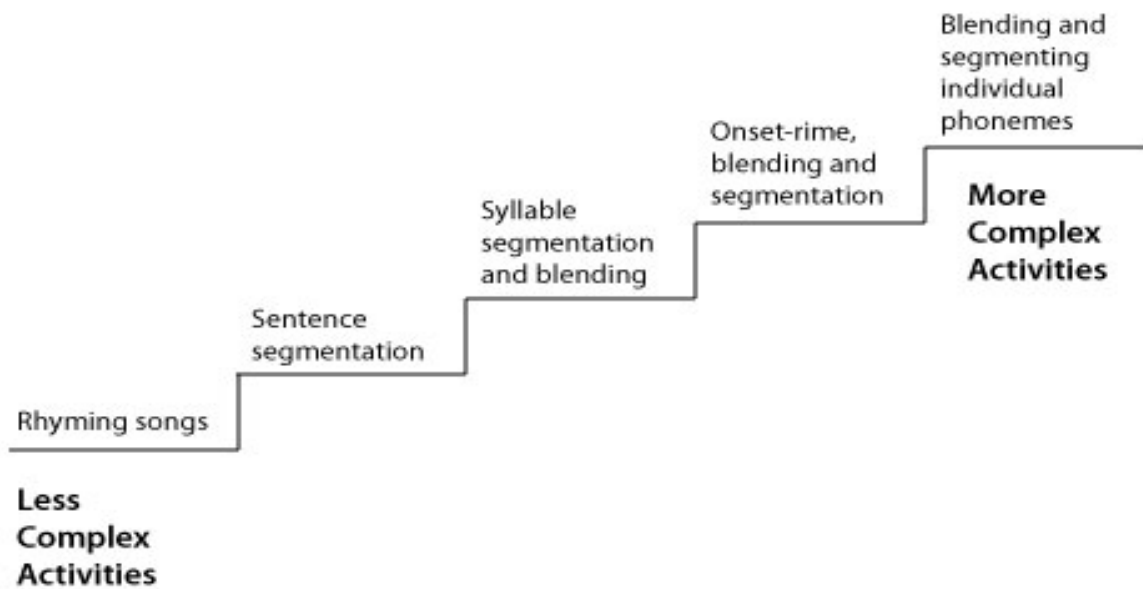 Rhyming songs
Less
Complex
Activities
Sentence
segmentation
Syllable
segmentation
and blending
Onset-rime,
blending and
segmentation
Blending and
segmenting
individual
phonemes
More
Complex
Activities